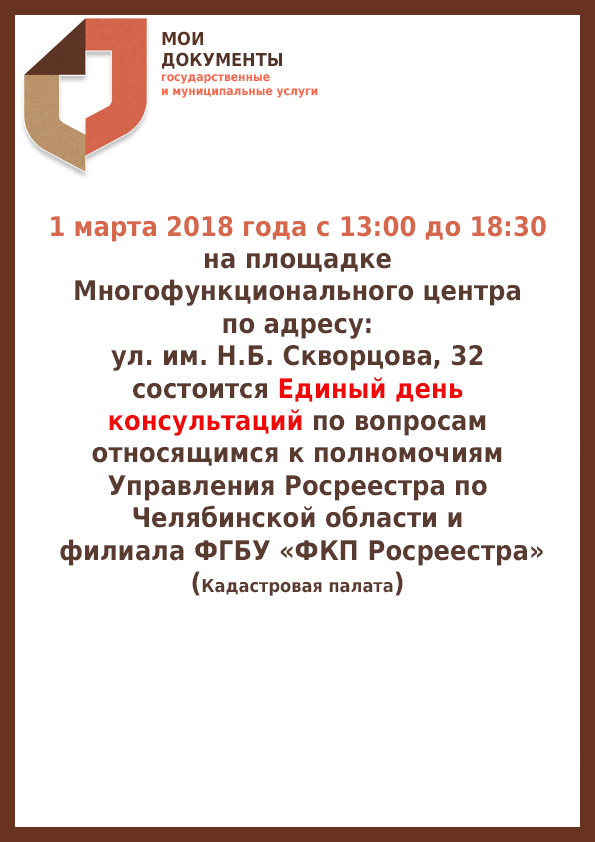 МОИ
ДОКУМЕНТЫ
государственные
и муниципальные услуги
1 марта 2018 года с 13:00 до 18:30
на площадке
Многофункционального центра
по адресу:
ул. им. Н.Б. Скворцова, 32
состоится Единый день
консультаций по вопросам
относящимся к полномочиям
Управления Росреестра по
Челябинской области и
филиала ФГБУ «ФКП Росреестра»
(Кадастровая палата)